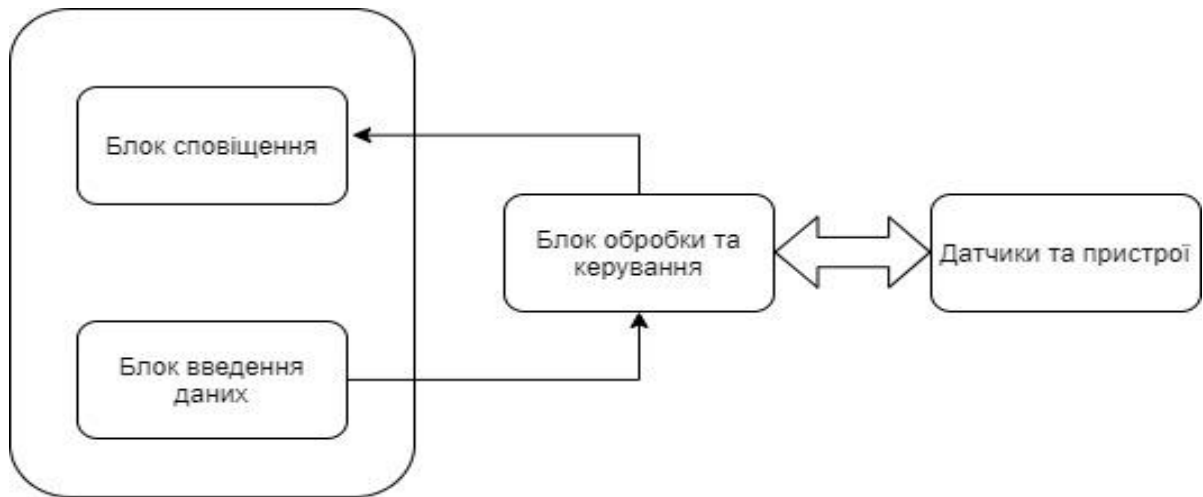 Блок сповіщення
Блок обробки та
керування
Датчики та пристрої
Блок введення
даних